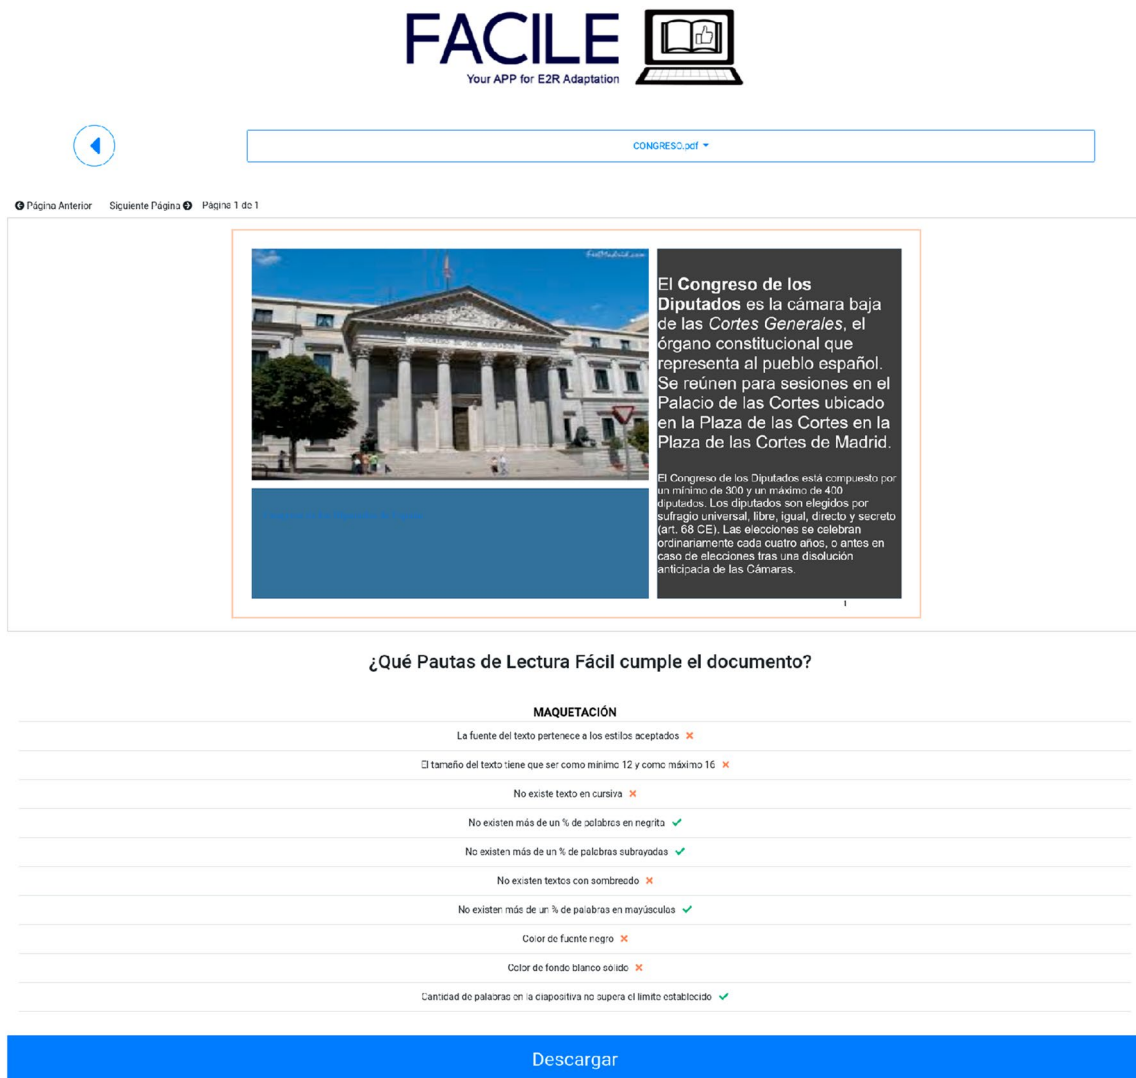 FACILE
Your APP for E2R Adaptation
CONGRESO.pdf
Página Anterior Siguiente Página Página 1 de 1
CONGRESO DE LOS DIPUTADOS
El Congreso de los
Diputados es la cámara baja
de las Cortes Generales, el
órgano constitucional que
representa al pueblo español.
Se reúnen para sesiones en el
Palacio de las Cortes ubicado
en la Plaza de las Cortes en la
Plaza de las Cortes de Madrid.
El Congreso de los Diputados está compuesto por
un mínimo de 300 y un máximo de 400
diputados. Los diputados son elegidos por
sufragio universal, libre, igual, directo y secreto
(art. 68 CE). Las elecciones se celebran
ordinariamente cada cuatro años, o antes en
caso de elecciones tras una disolución
anticipada de las Cámaras.
1
¿Qué Pautas de Lectura Fácil cumple el documento?
MAQUETACIÓN
La fuente del texto pertenece a los estilos aceptados
El tamaño del texto tiene que ser como mínimo 12 y como máximo 16
No existe texto en cursiva
No existen más de un % de palabras en negrita
No existen más de un % de palabras subrayadas
No existen textos con sombreado
No existen más de un % de palabras en mayúsculas
Color de fuente negro
Color de fondo blanco sólido
Cantidad de palabras en la diapositiva no supera el límite establecido
Descargar